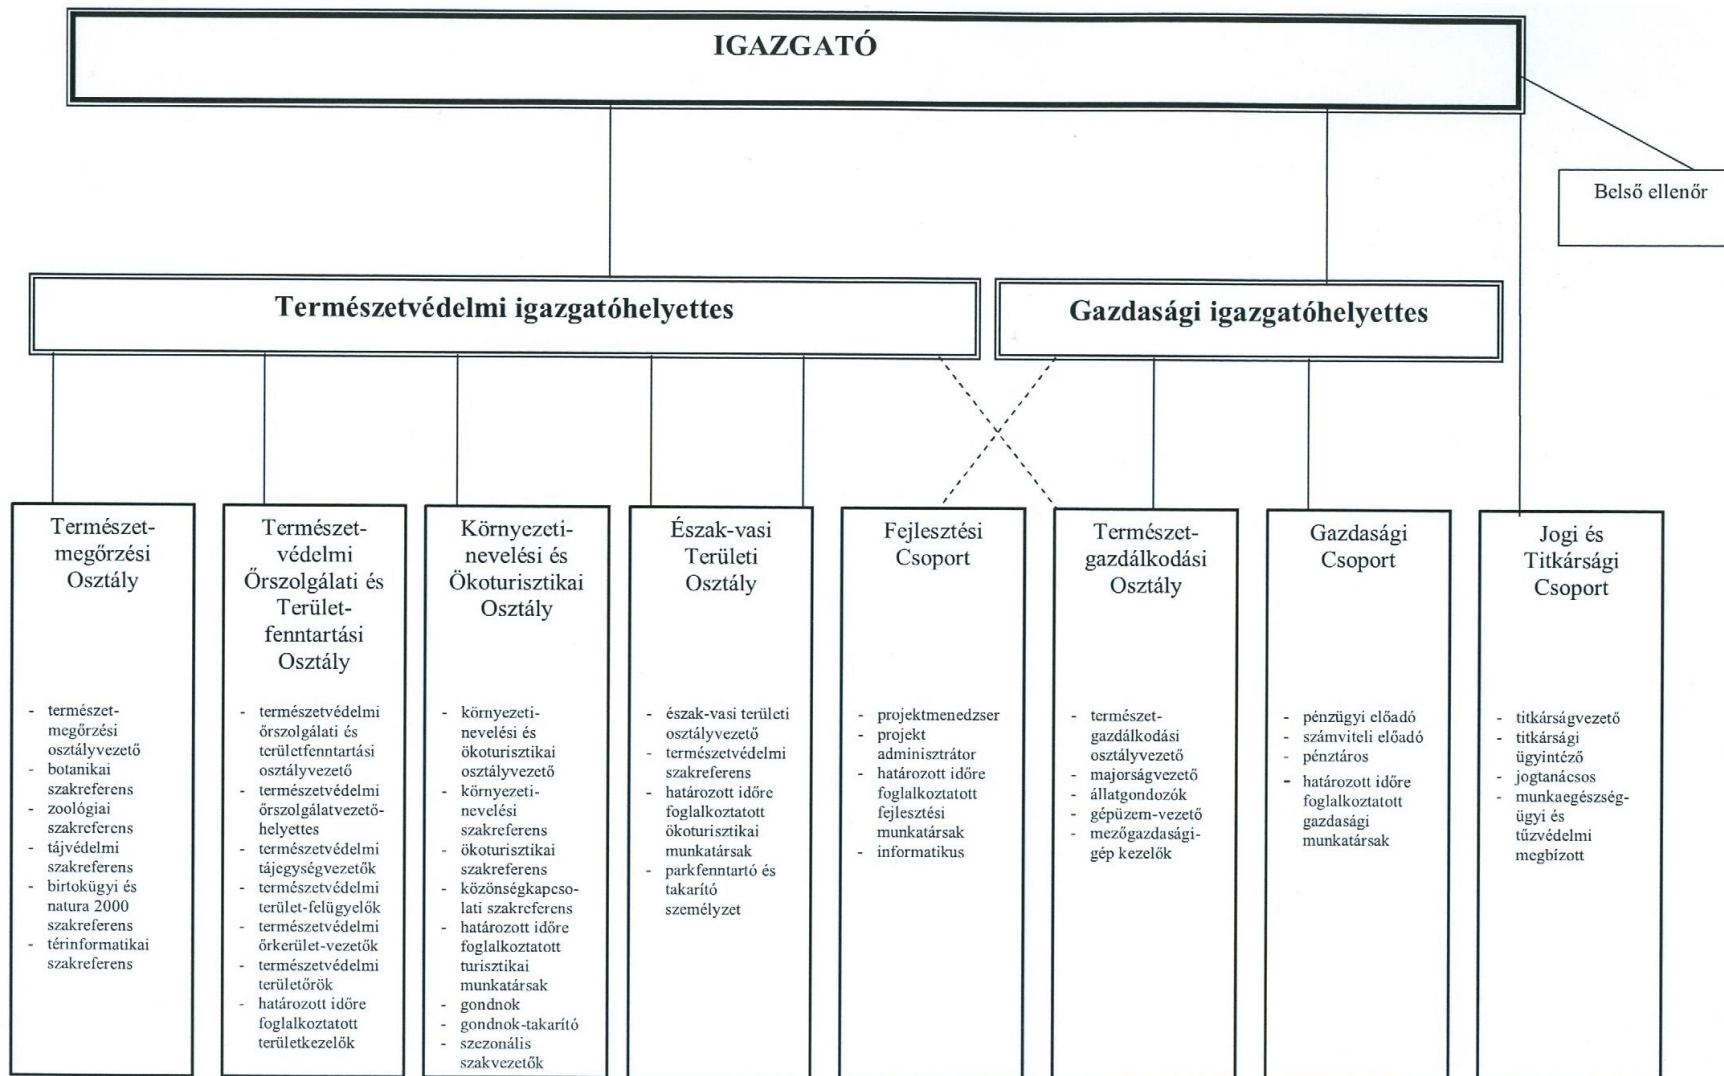 IGAZGATÓ
Belső ellenőr
Természetvédelmi igazgatóhelyettes
Gazdasági igazgatóhelyettes
Természet-
megőrzési
Osztály
- természet-
megőrzési
osztályvezető
- botanikai
szakreferens
- zoológiai
szakreferens
- tájvédelmi
szakreferens
- birtokügyi és
natura 2000
szakreferens
- térinformatikai
szakreferens
Természet-
védelmi
Őrszolgálati és
Terület-
fenntartási
Osztály
- természetvédelmi
őrszolgálati és
területfenntartási
osztályvezető
- természetvédelmi
őrszolgálatvezető-
helyettes
- természetvédelmi
tájegységvezetők
- természetvédelmi
terület-felügyelők
- természetvédelmi
őrkerület-vezetők
- természetvédelmi
területőrök
- határozott időre
foglalkoztatott
területkezelők
Környezeti-
nevelési és
Ökoturisztikai
Osztály
- környezeti-
nevelési és
ökoturisztikai
osztályvezető
- környezeti-
nevelési
szakreferens
- ökoturisztikai
szakreferens
- közönségkapcso-
lati szakreferens
- határozott időre
foglalkoztatott
turisztikai
munkatársak
- gondnok
- gondnok-takarító
- szezonális
szakvezetők
Észak-vasi
Területi
Osztály
- észak-vasi területi
osztályvezető
- természetvédelmi
szakreferens
- határozott időre
foglalkoztatott
ökoturisztikai
munkatársak
- parkfenntartó és
takarító
személyzet
Fejlesztési
Csoport
- projektmenedzser
- projekt
adminisztrátor
- határozott időre
foglalkoztatott
fejlesztési
munkatársak
- informatikus
Természet-
gazdálkodási
Osztály
- természet-
gazdálkodási
osztályvezető
- majorságvezető
- állatgondozók
- gépüzem-vezető
- mezőgazdasági-
gép kezelők
Gazdasági
Csoport
- pénzügyi előadó
- számviteli előadó
- pénztáros
- határozott időre
foglalkoztatott
gazdasági
munkatársak
Jogi és
Titkársági
Csoport
- titkárságvezető
- titkársági
ügyintéző
- jogtanácsos
- munkaegészség-
ügyi és
tűzvédelmi
megbízott